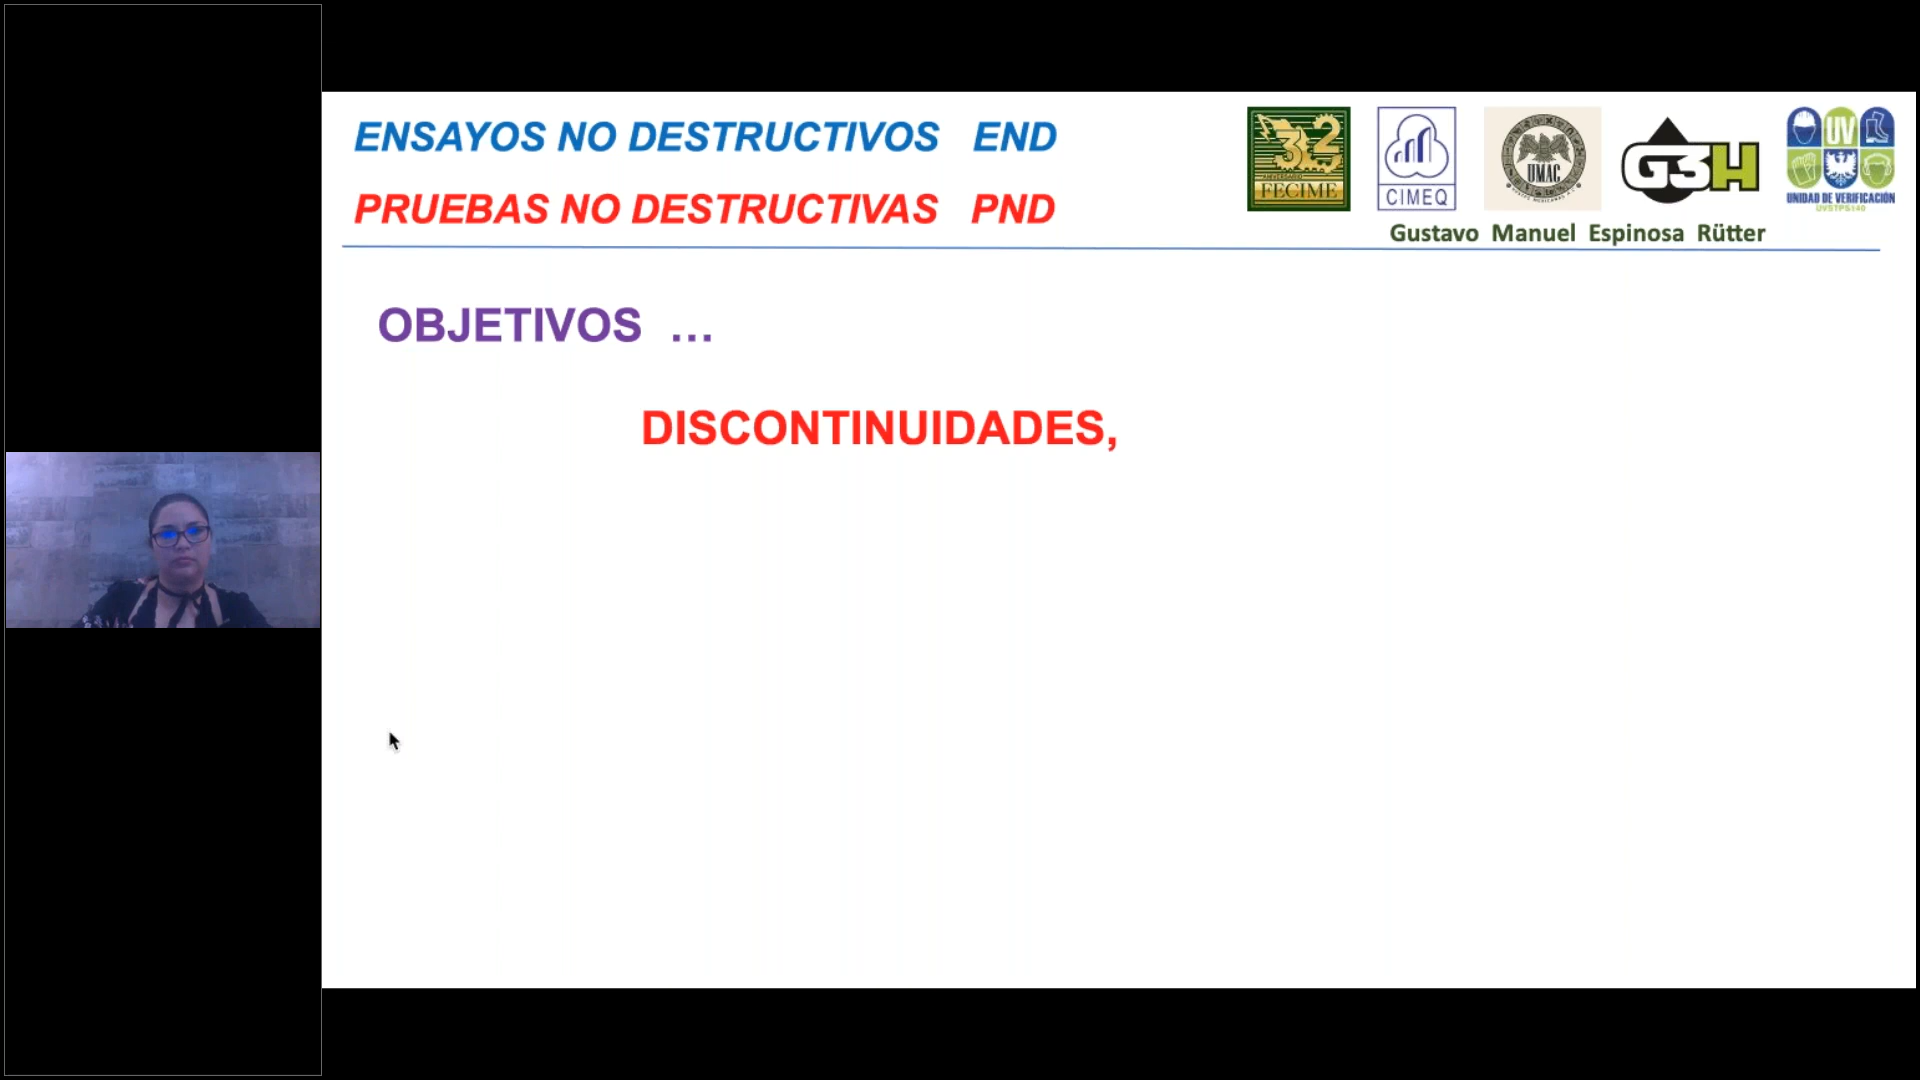 ENSAYOS NO DESTRUCTIVOS END
PRUEBAS NO DESTRUCTIVAS PND
32
FECIME
CIMEQ
UMAC
G3H
UV
UNIDAD DE VERIFICACIÓN
Gustavo Manuel Espinosa Rütter
OBJETIVOS ...
DISCONTINUIDADES,